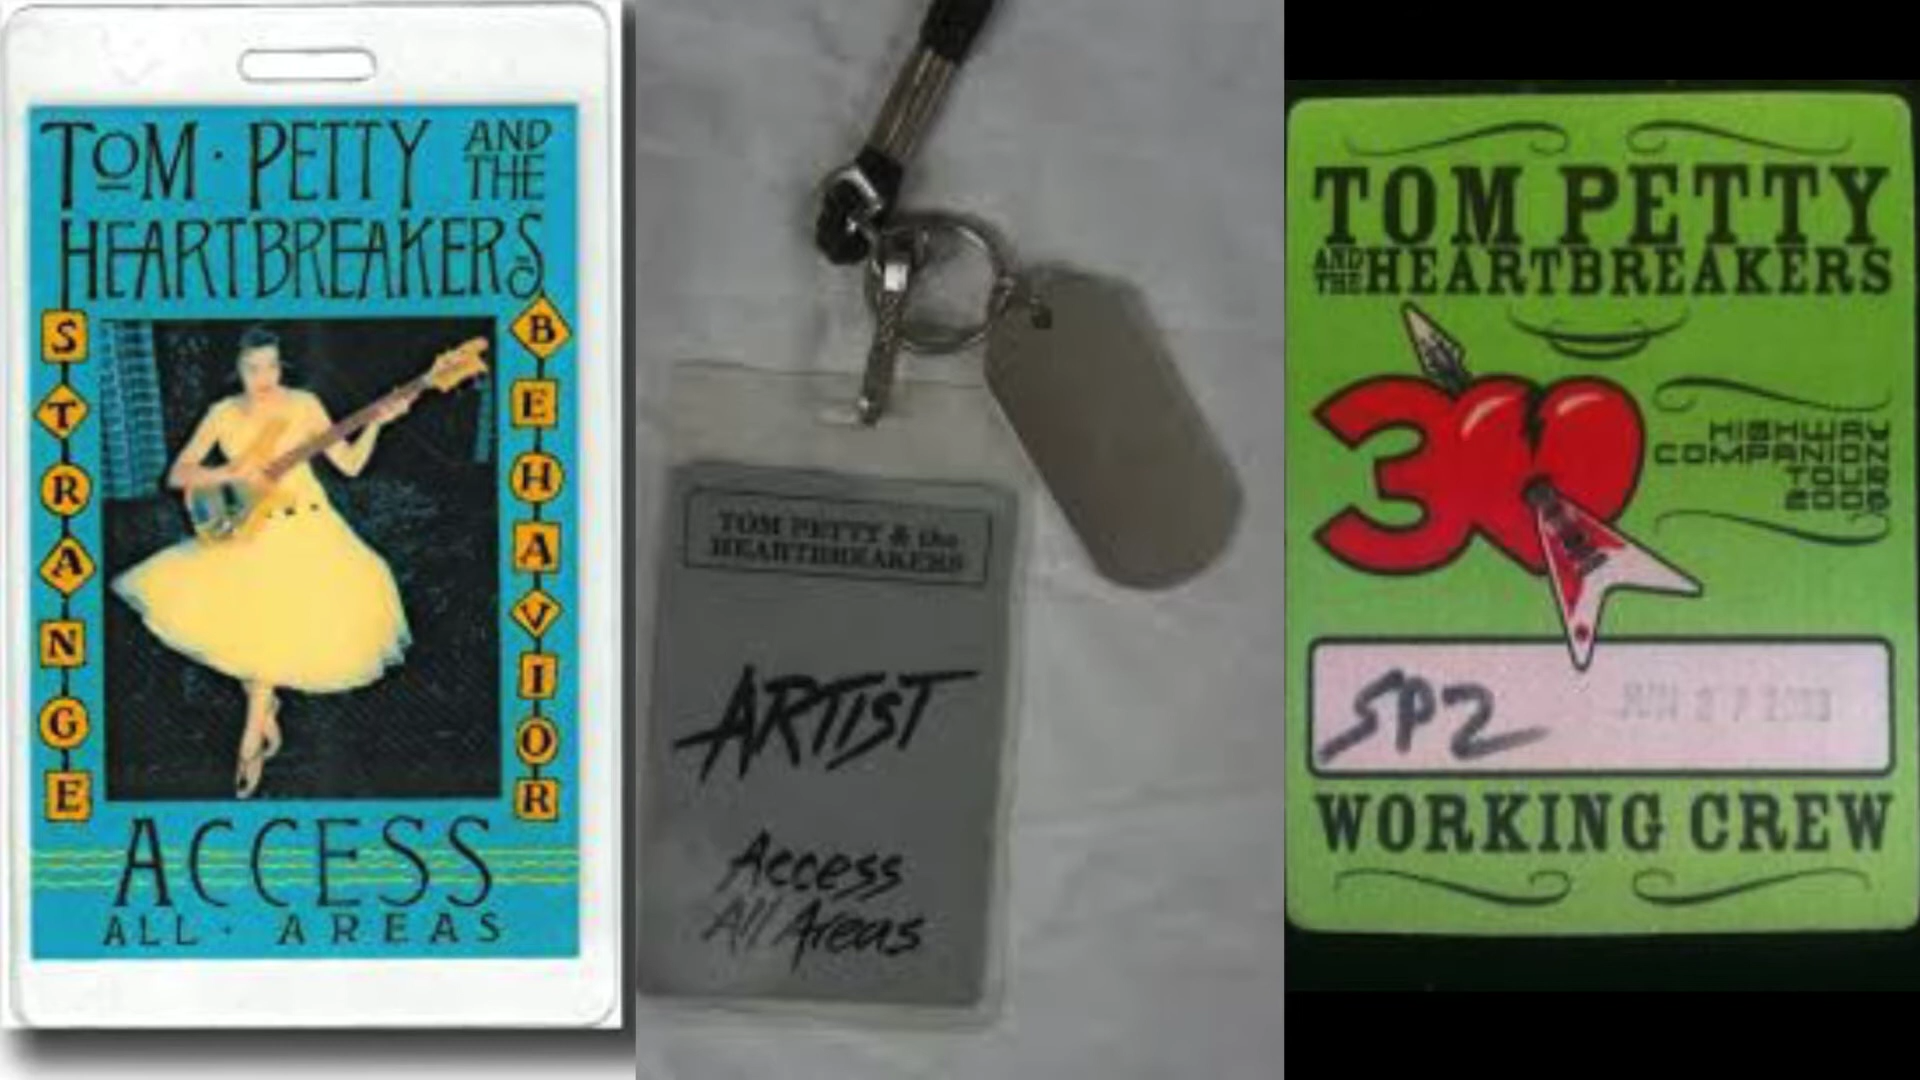 TOM · PETTY AND THE
HEARTBREAKERS
STRANGE
BEHAVIOR
ACCESS
ALL · AREAS
TOM PETTY & the
HEARTBREAKERS
ARTIST
Access
All Areas
TOM PETTY
AND THE HEARTBREAKERS
30
HIGHWAY
COMPANION
TOUR
2006
SP2
WORKING CREW